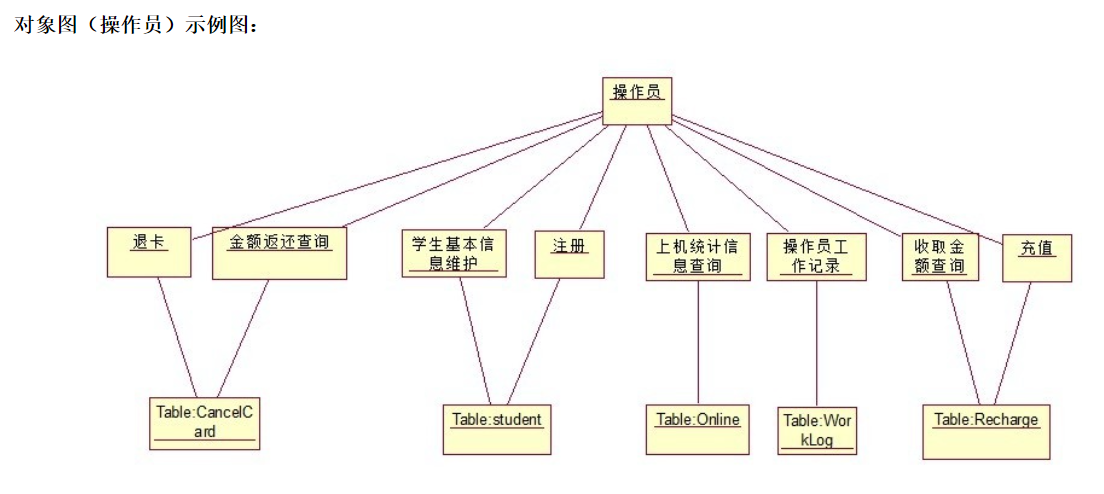 对象图（操作员）示例图：
操作员
退卡
金额返还查询
学生基本信
息维护
注册
上机统计信
息查询
操作员工
作记录
收取金
额查询
充值
Table:CancelC
ard
Table:student
Table:Online
Table:Wor
kLog
Table:Recharge